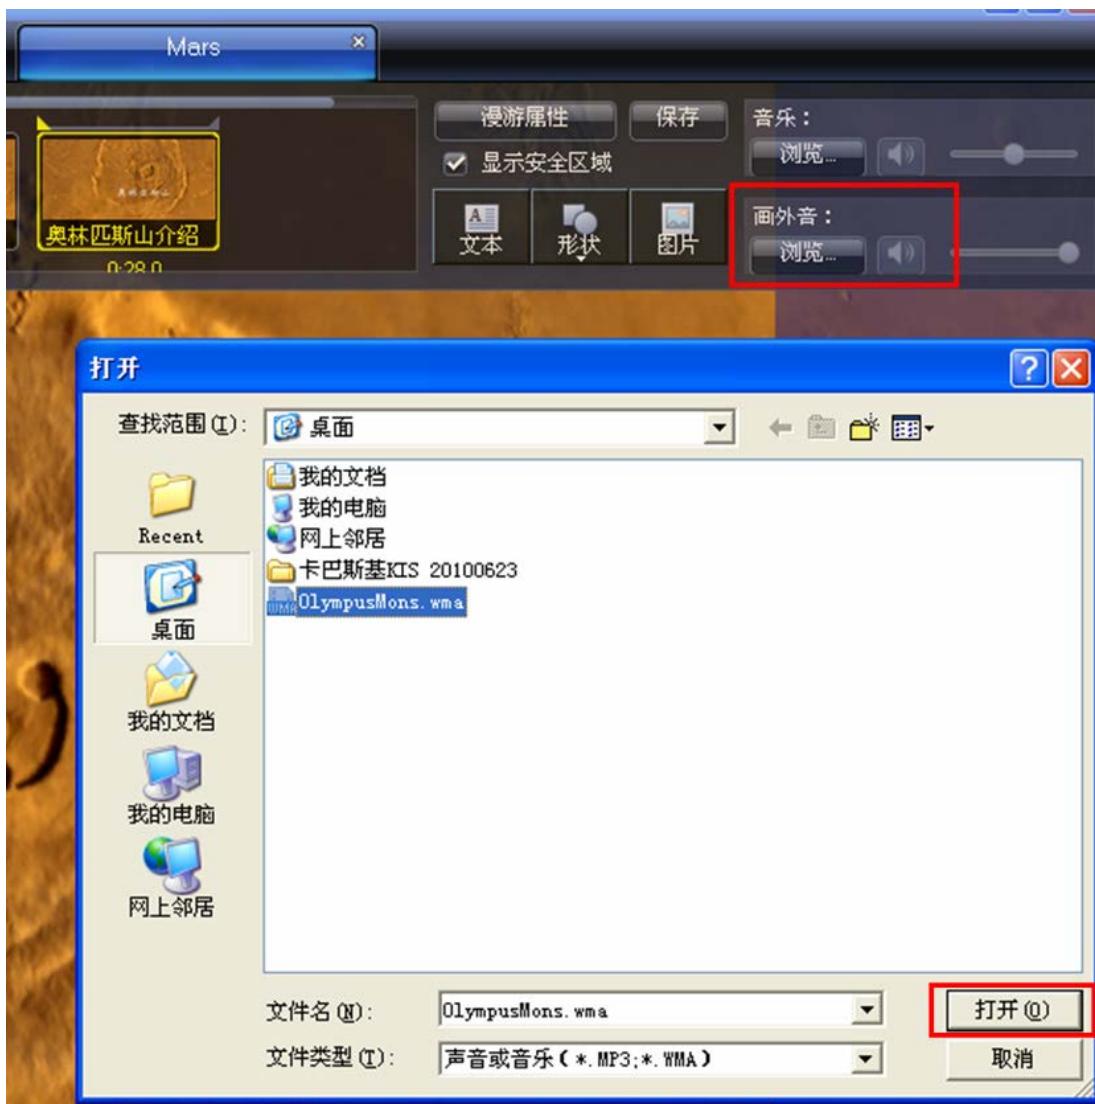 Mars
漫游属性 保存 音乐：
浏览...
显示安全区域
画外音：
文本 形状 图片
浏览...
奥林匹斯山介绍
0:28.0
打开
查找范围(I): 桌面
我的文档
我的电脑
网上邻居
卡巴斯基KIS 20100623
OlympusMons.wma
Recent
桌面
我的文档
我的电脑
网上邻居
文件名(N): OlympusMons.wma 打开(O)
文件类型(T): 声音或音乐(*.MP3;*.WMA) 取消